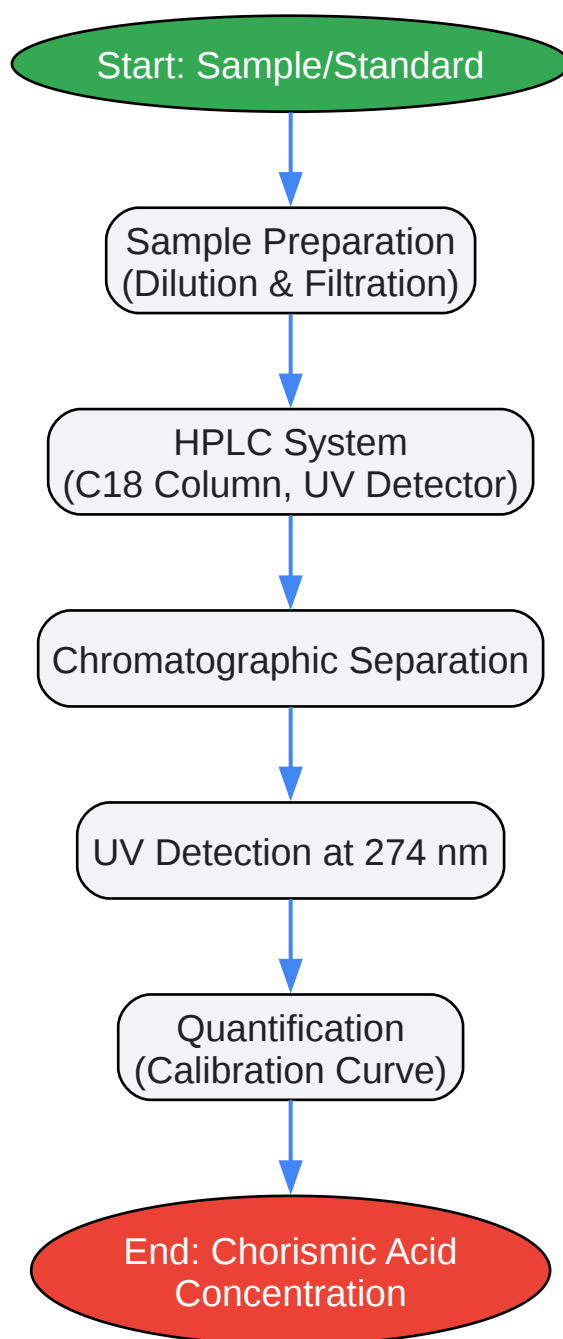 Start: Sample/Standard
Sample Preparation
(Dilution & Filtration)
HPLC System
(C18 Column, UV Detector)
Chromatographic Separation
UV Detection at 274 nm
Quantification
(Calibration Curve)
End: Chorismic Acid
Concentration